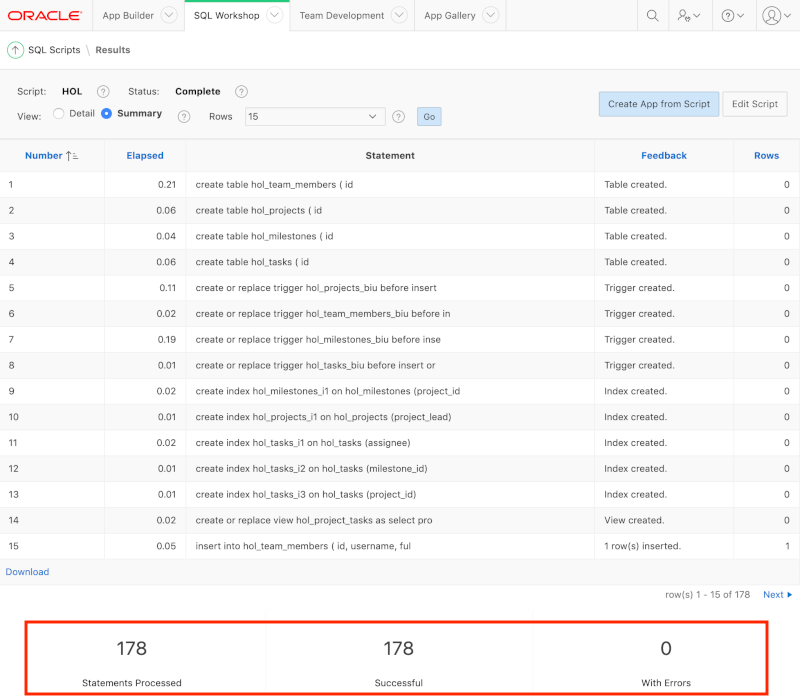 ORACLE App Builder SQL Workshop Team Development App Gallery
SQL Scripts \ Results
Script: HOL ? Status: Complete ?
View: Detail Summary ? Rows 15 ? Go
Create App from Script Edit Script
Number Elapsed Statement Feedback Rows
1 0.21 create table hol_team_members ( id Table created. 0
2 0.06 create table hol_projects ( id Table created. 0
3 0.04 create table hol_milestones ( id Table created. 0
4 0.06 create table hol_tasks ( id Table created. 0
5 0.11 create or replace trigger hol_projects_biu before insert Trigger created. 0
6 0.02 create or replace trigger hol_team_members_biu before in Trigger created. 0
7 0.19 create or replace trigger hol_milestones_biu before inse Trigger created. 0
8 0.01 create or replace trigger hol_tasks_biu before insert or Trigger created. 0
9 0.02 create index hol_milestones_i1 on hol_milestones (project_id Index created. 0
10 0.01 create index hol_projects_i1 on hol_projects (project_lead) Index created. 0
11 0.02 create index hol_tasks_i1 on hol_tasks (assignee) Index created. 0
12 0.01 create index hol_tasks_i2 on hol_tasks (milestone_id) Index created. 0
13 0.01 create index hol_tasks_i3 on hol_tasks (project_id) Index created. 0
14 0.02 create or replace view hol_project_tasks as select pro View created. 0
15 0.05 insert into hol_team_members ( id, username, ful 1 row(s) inserted. 1
Download
row(s) 1 - 15 of 178 Next
178 178 0
Statements Processed Successful With Errors